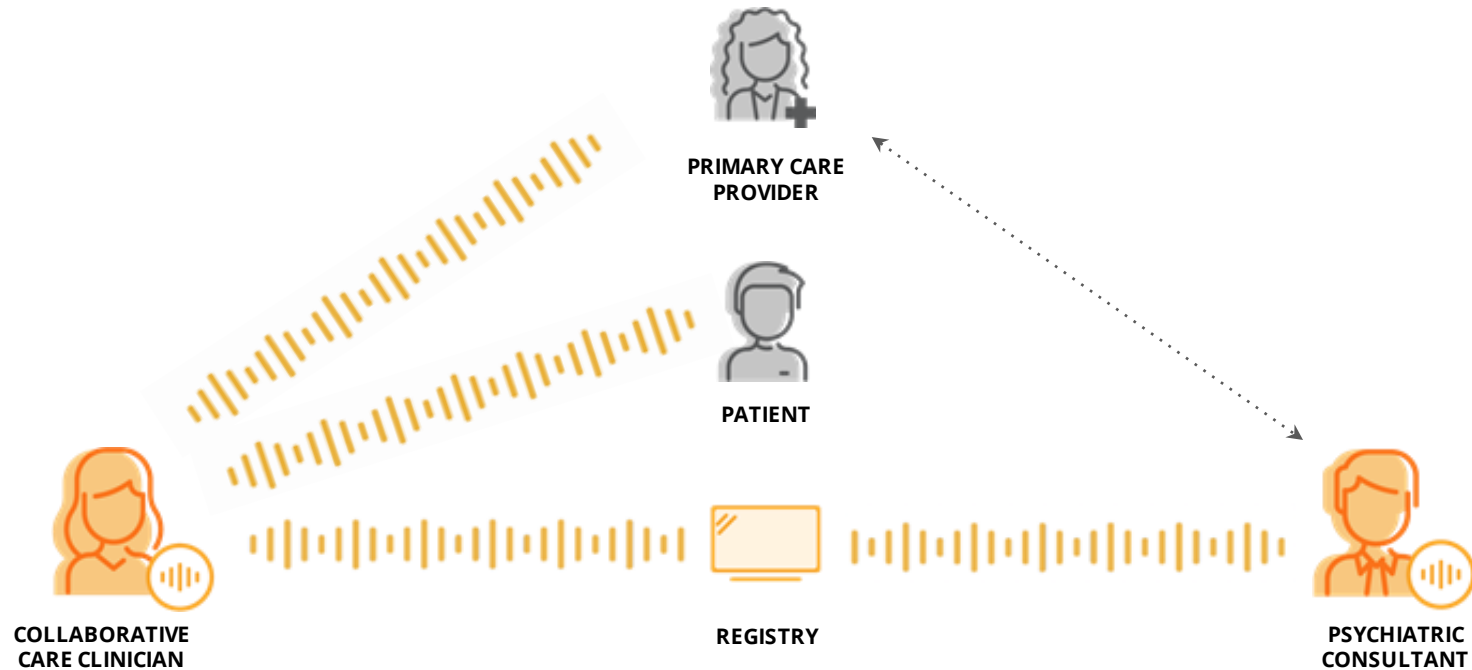 PRIMARY CARE
PROVIDER
PATIENT
COLLABORATIVE
CARE CLINICIAN
REGISTRY
PSYCHIATRIC
CONSULTANT